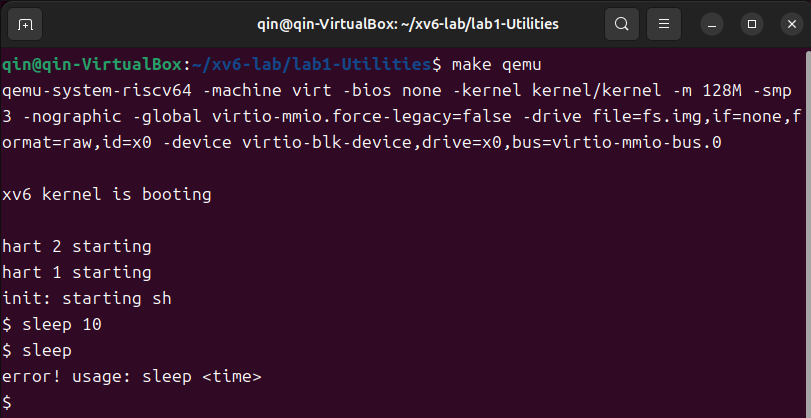 qin@qin-VirtualBox: ~/xv6-lab/lab1-Utilities
qin@qin-VirtualBox:~/xv6-lab/lab1-Utilities$ make qemu
qemu-system-riscv64 -machine virt -bios none -kernel kernel/kernel -m 128M -smp
3 -nographic -global virtio-mmio.force-legacy=false -drive file=fs.img,if=none,f
ormat=raw,id=x0 -device virtio-blk-device,drive=x0,bus=virtio-mmio-bus.0
xv6 kernel is booting
hart 2 starting
hart 1 starting
init: starting sh
$ sleep 10
$ sleep
error! usage: sleep <time>
$